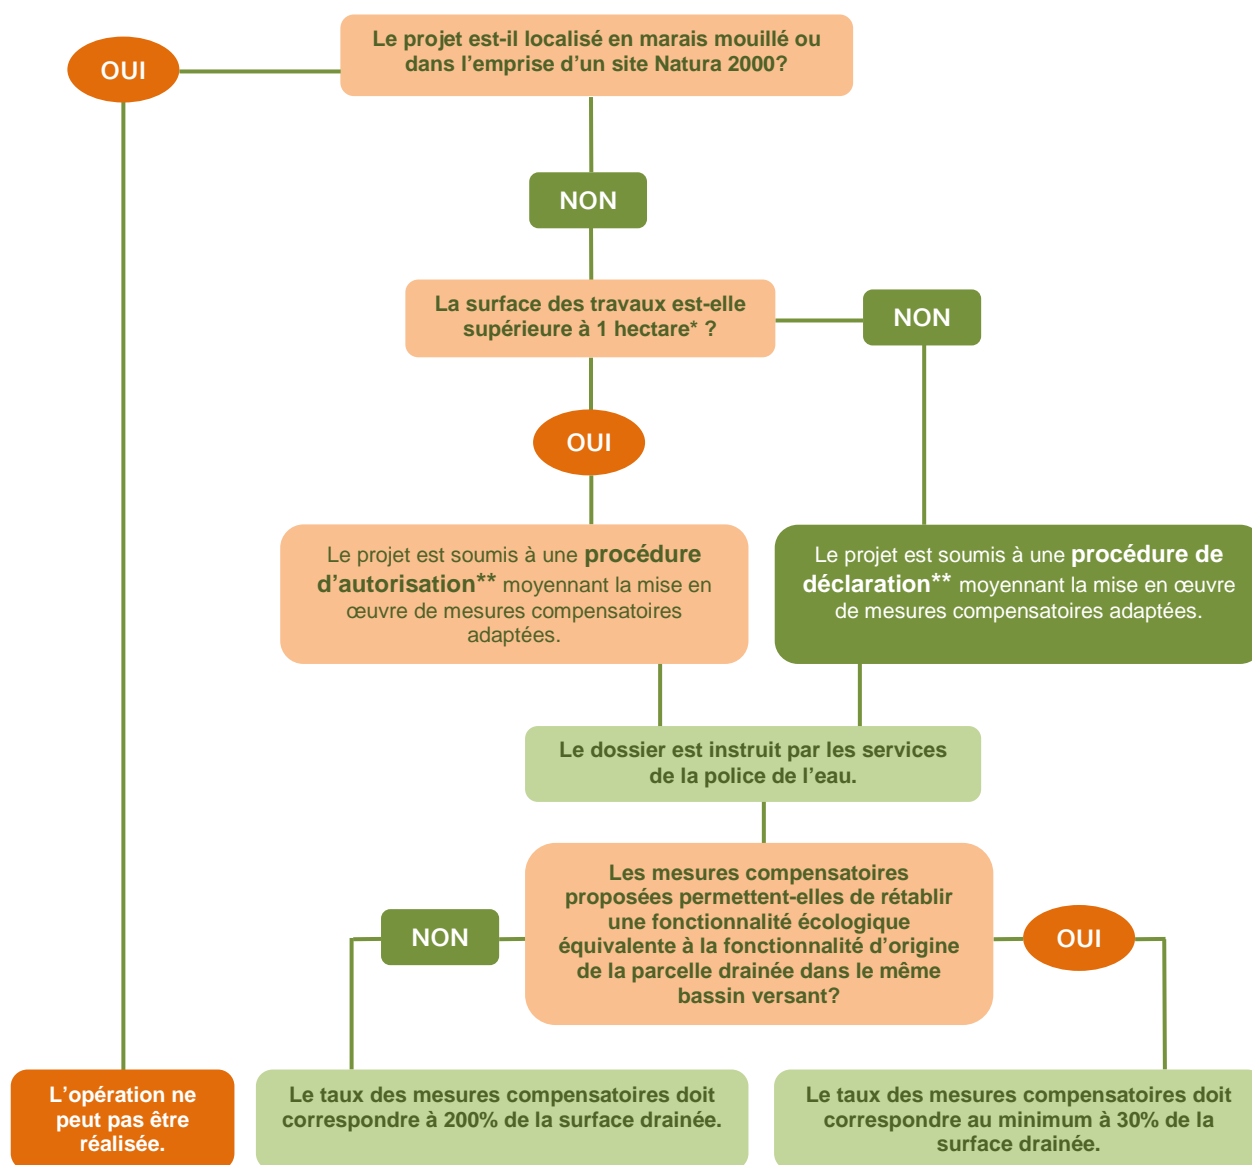 Le projet est-il localisé en marais mouillé ou
dans l'emprise d'un site Natura 2000?
OUI
NON
La surface des travaux est-elle
supérieure à 1 hectare* ?
NON
OUI
Le projet est soumis à une procédure
d'autorisation** moyennant la mise en
œuvre de mesures compensatoires
adaptées.
Le projet est soumis à une procédure de
déclaration** moyennant la mise en œuvre
de mesures compensatoires adaptées.
Le dossier est instruit par les services
de la police de l'eau.
Les mesures compensatoires
proposées permettent-elles de rétablir
une fonctionnalité écologique
équivalente à la fonctionnalité d'origine
de la parcelle drainée dans le même
bassin versant?
NON
OUI
L'opération ne
peut pas être
réalisée.
Le taux des mesures compensatoires doit
correspondre à 200% de la surface drainée.
Le taux des mesures compensatoires doit
correspondre au minimum à 30% de la
surface drainée.